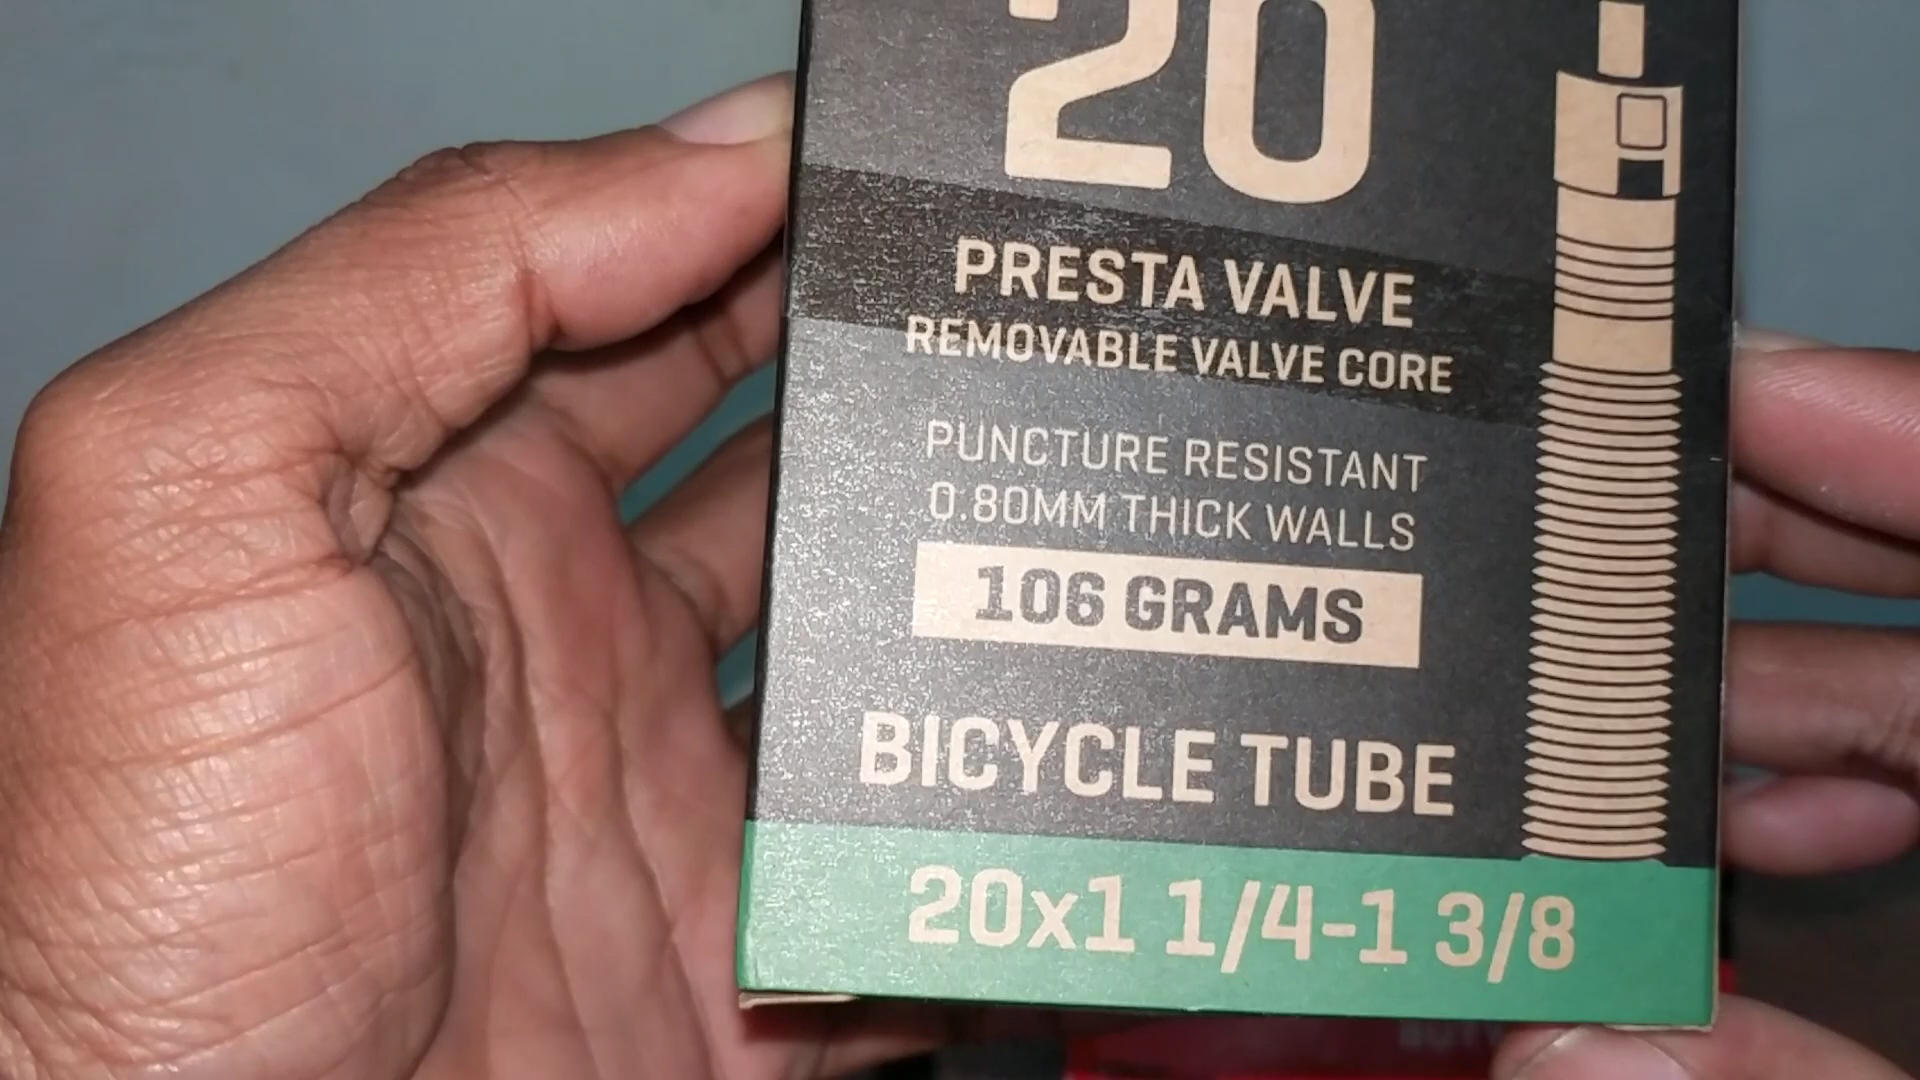 20
PRESTA VALVE
REMOVABLE VALVE CORE
PUNCTURE RESISTANT
0.80MM THICK WALLS
106 GRAMS
BICYCLE TUBE
20x1 1/4-1 3/8